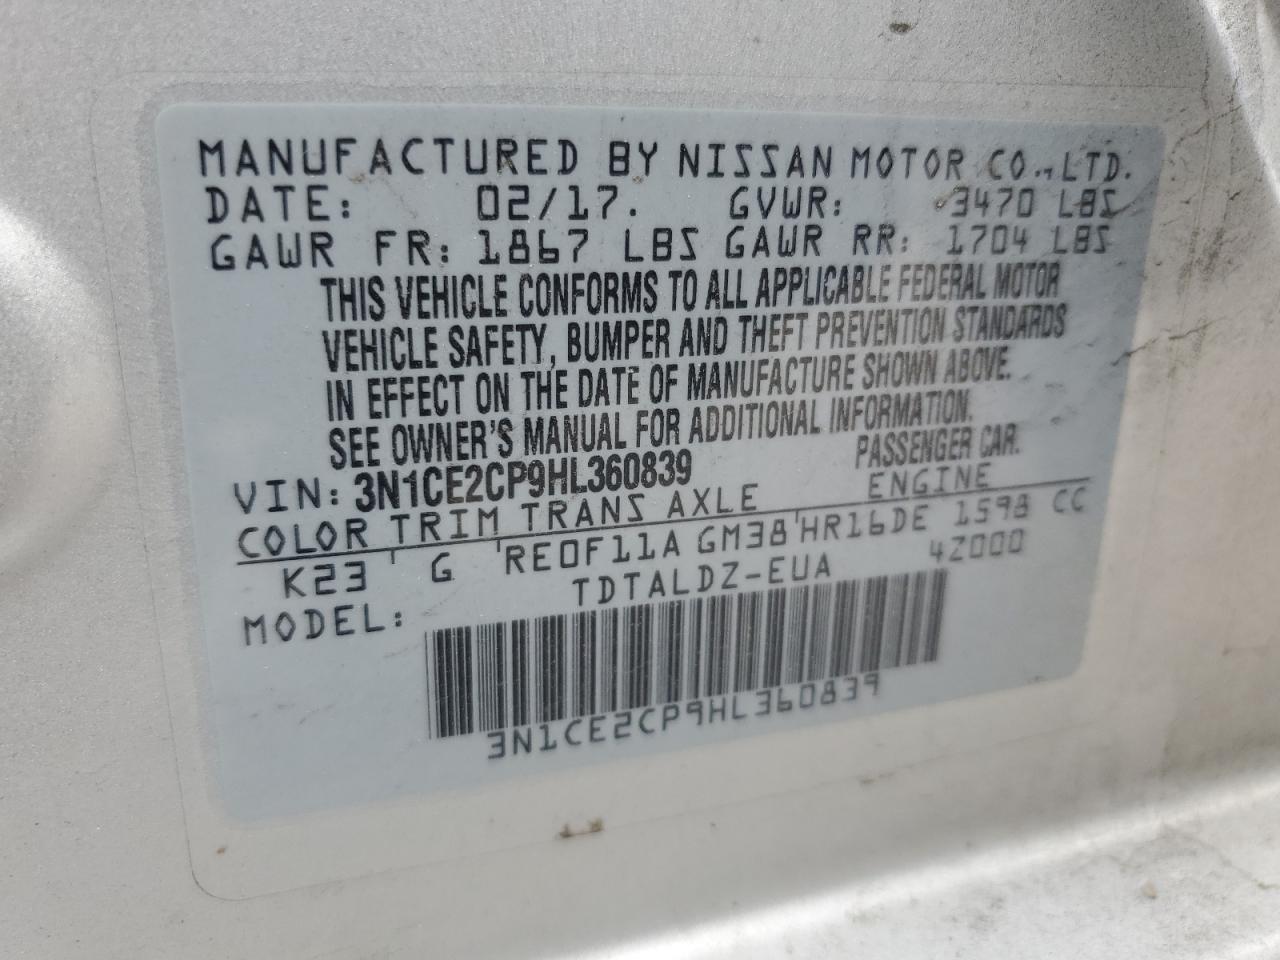 MANUFACTURED BY NISSAN MOTOR CO.,LTD.
DATE: 02/17. GVWR: 3470 LBS
GAWR FR: 1867 LBS GAWR RR: 1704 LBS
THIS VEHICLE CONFORMS TO ALL APPLICABLE FEDERAL MOTOR
VEHICLE SAFETY, BUMPER AND THEFT PREVENTION STANDARDS
IN EFFECT ON THE DATE OF MANUFACTURE SHOWN ABOVE.
SEE OWNER'S MANUAL FOR ADDITIONAL INFORMATION.
VIN: 3N1CE2CP9HL360839 PASSENGER CAR.
COLOR TRIM TRANS AXLE ENGINE
K23 G RE0F11A GM38 HR16DE 1598 CC
MODEL: TDTALDZ-EUA 4Z000
3N1CE2CP9HL360839